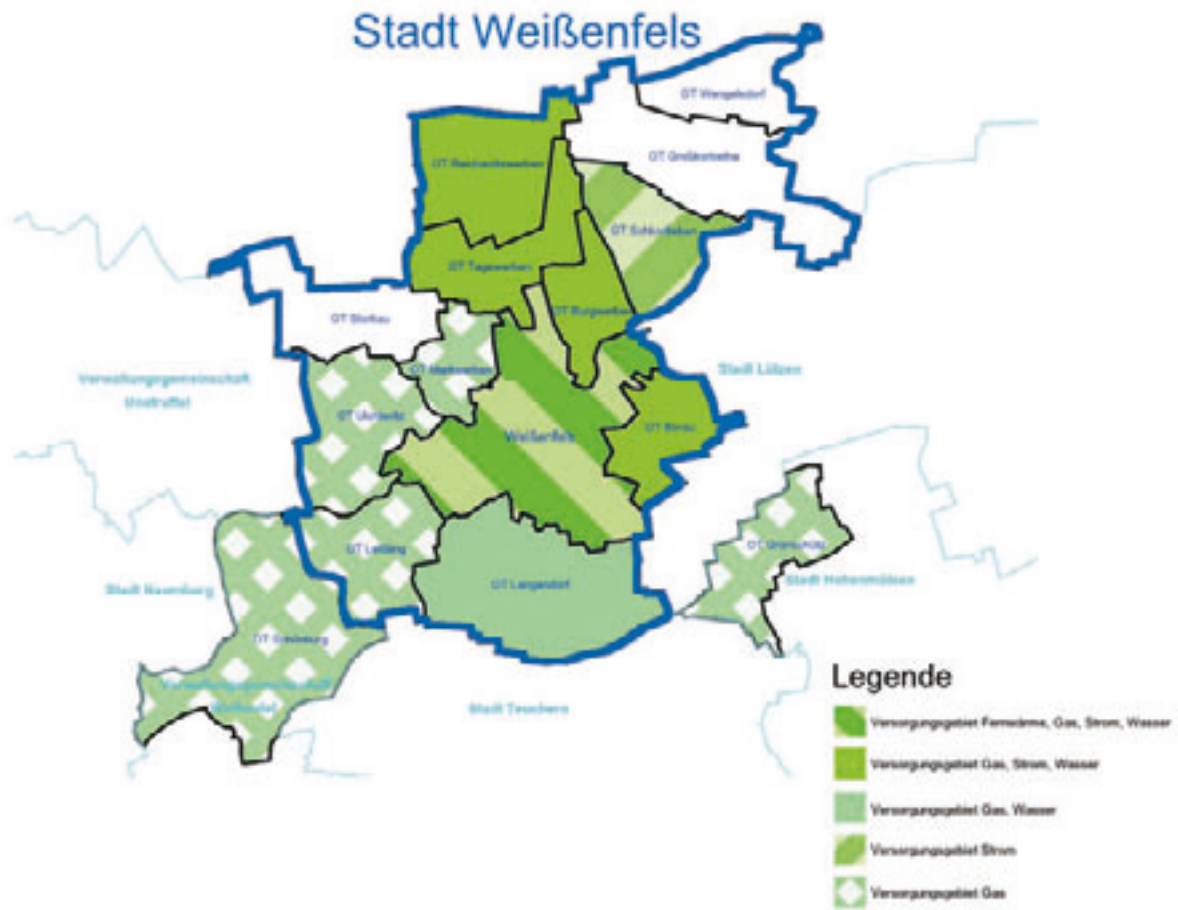 Stadt Weißenfels
OT Wengelsdorf
OT Großkorbetha
OT Reichardtswerben
OT Schkortleben
OT Tagewerben
OT Burgwerben
OT Storkau
OT Markwerben
Stadt Lützen
Verwaltungsgemeinschaft
Unstruttal
OT Uichteritz
Weißenfels
OT Borau
OT Leißling
OT Langendorf
OT Granschütz
Stadt Hohenmölsen
Stadt Naumburg
OT Schönburg
Verwaltungsgemeinschaft
Wethautal
Stadt Teuchern
Legende
Versorgungsgebiet Fernwärme, Gas, Strom, Wasser
Versorgungsgebiet Gas, Strom, Wasser
Versorgungsgebiet Gas, Wasser
Versorgungsgebiet Strom
Versorgungsgebiet Gas